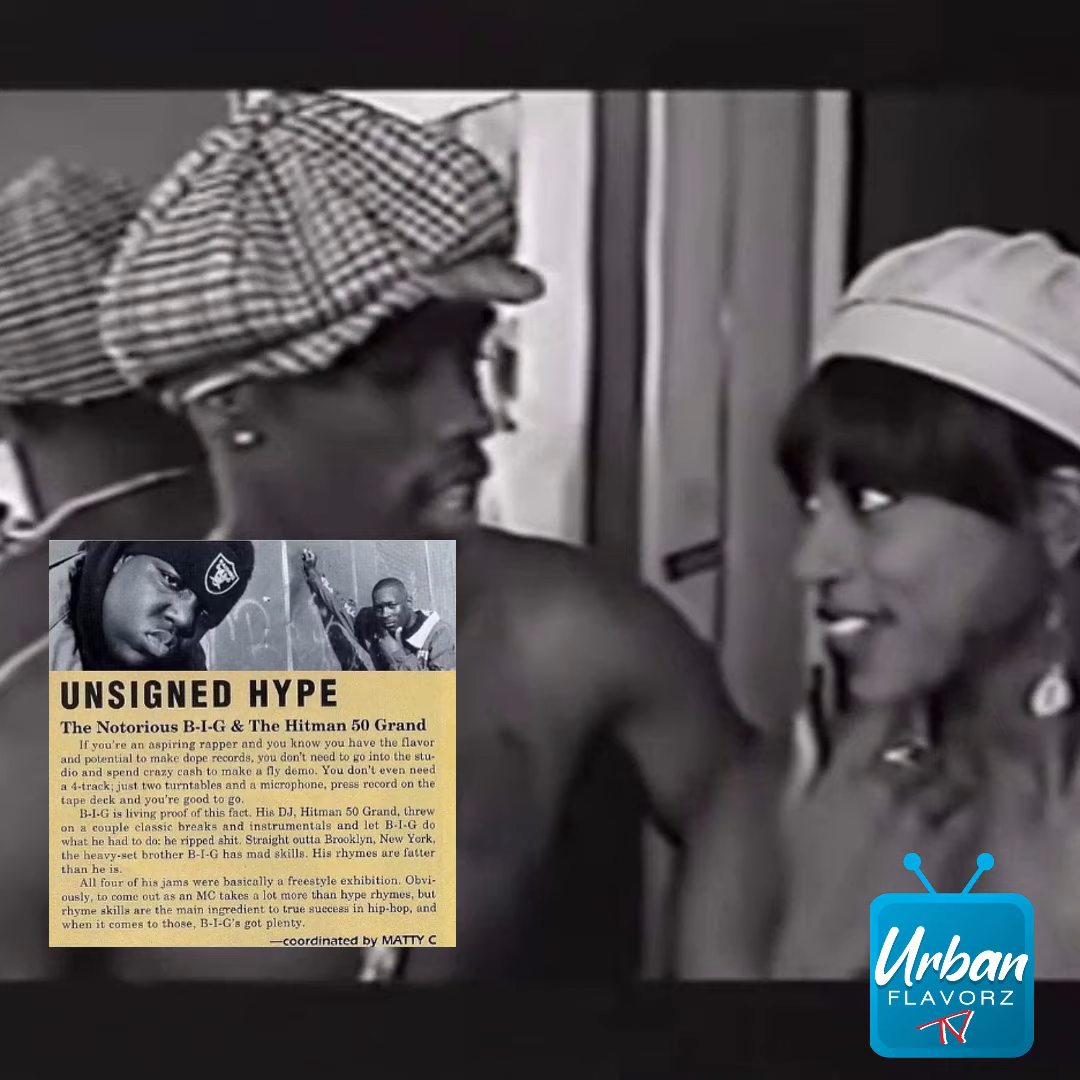 UNSIGNED HYPE
The Notorious B-I-G & The Hitman 50 Grand
If you're an aspiring rapper and you know you have the flavor
and potential to make dope records, you don't need to go into the stu-
dio and spend crazy cash to make a fly demo. You don't even need
a 4-track; just two turntables and a microphone, press record on the
tape deck and you're good to go.
B-I-G is living proof of this fact. His DJ, Hitman 50 Grand, threw
on a couple classic breaks and instrumentals and let B-I-G do
what he had to do: he ripped shit. Straight outta Brooklyn, New York,
the heavy-set brother B-I-G has mad skills. His rhymes are fatter
than he is.
All four of his jams were basically a freestyle exhibition. Obvi-
ously, to come out as an MC takes a lot more than hype rhymes, but
rhyme skills are the main ingredient to true success in hip-hop, and
when it comes to those, B-I-G's got plenty.
—coordinated by MATTY C
Urban
FLAVORZ
TV